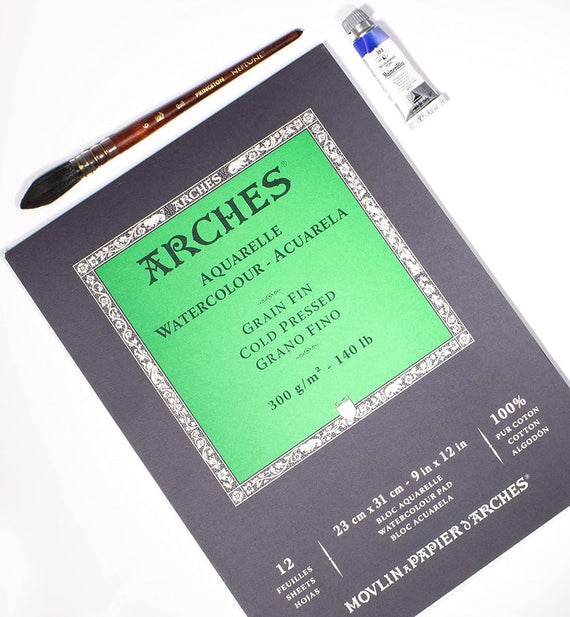 PRINCETON NEPTUNE
ARCHES
ARCHES®
AQUARELLE
WATERCOLOUR - ACUARELA
GRAIN FIN
COLD PRESSED
GRANO FINO
300 g/m² - 140 lb
23 cm x 31 cm - 9 in x 12 in
BLOC AQUARELLE
WATERCOLOUR PAD
BLOC ACUARELA
100%
PUR COTON
COTTON
ALGODÓN
12
FEUILLES
SHEETS
HOJAS
MOVLIN A PAPIER D'ARCHES®